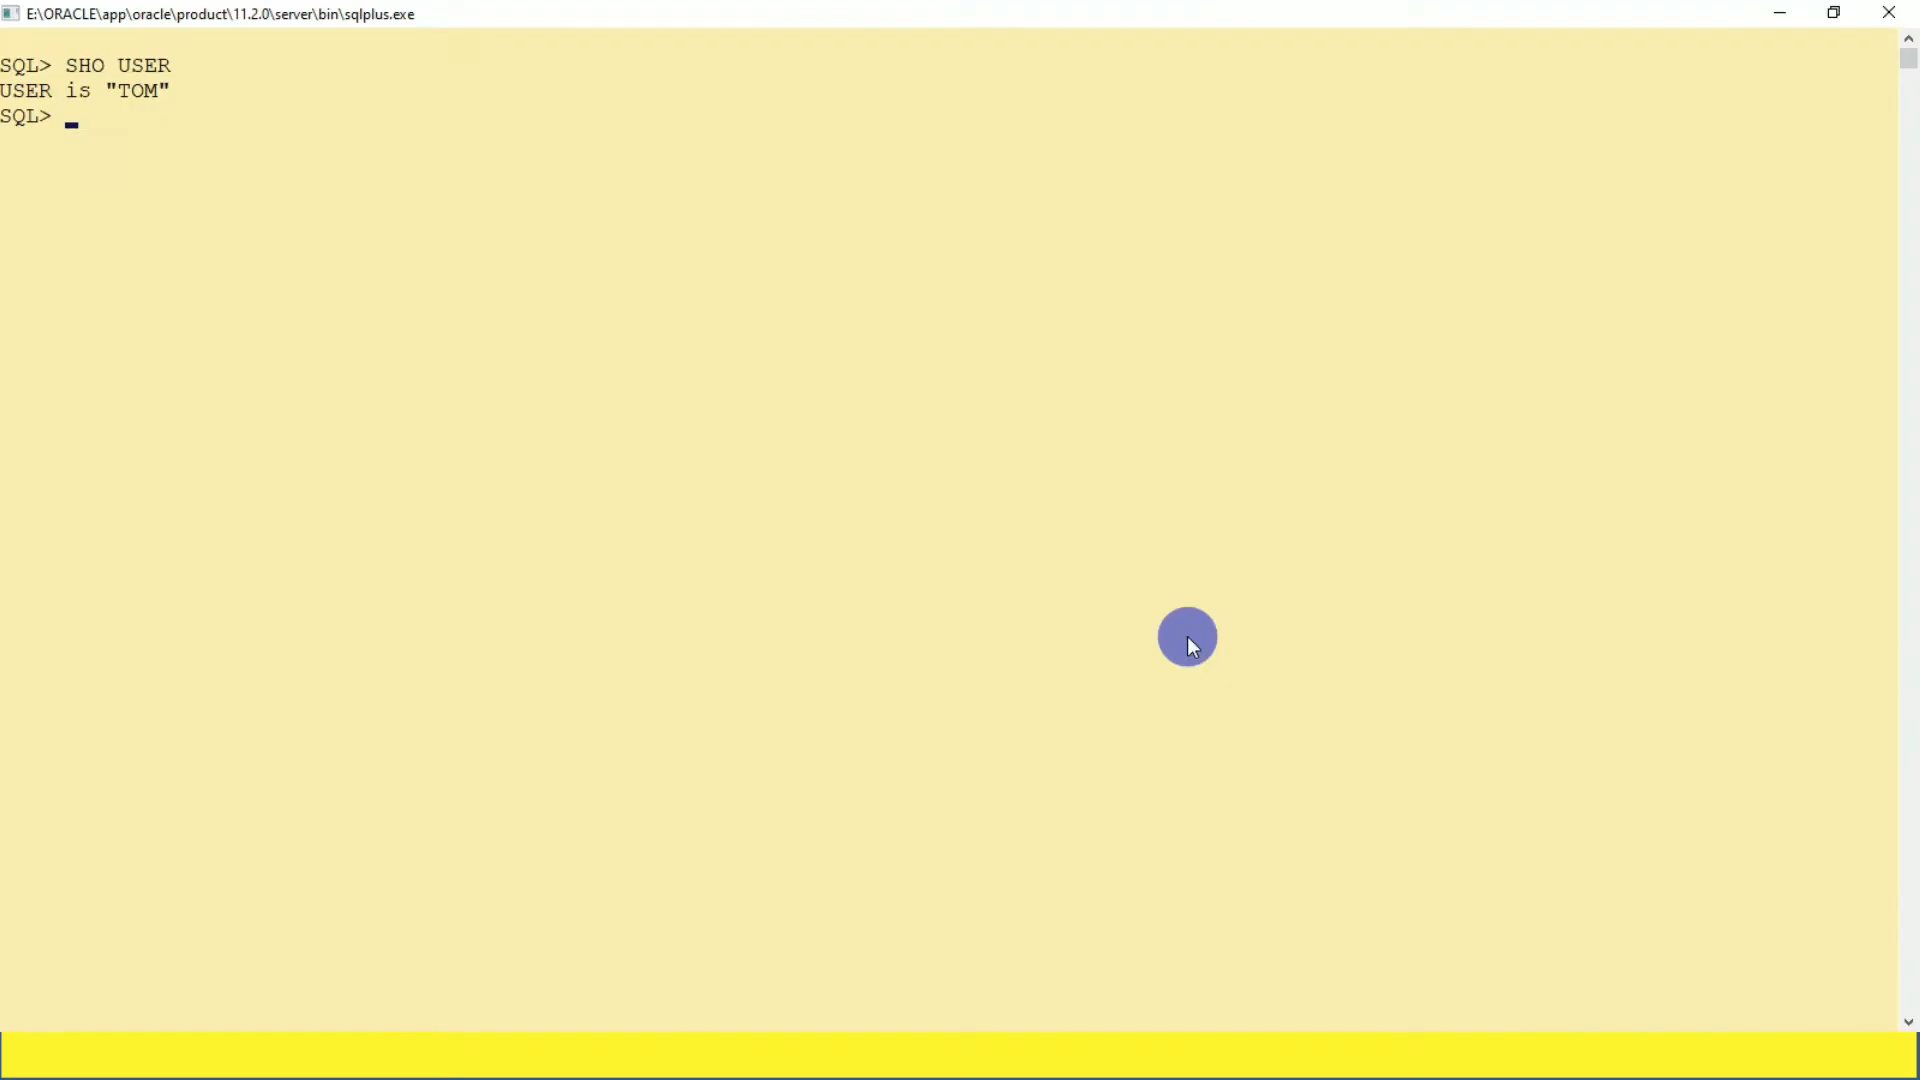 E:\ORACLE\app\oracle\product\11.2.0\server\bin\sqlplus.exe
SQL> SHO USER
USER is "TOM"
SQL>